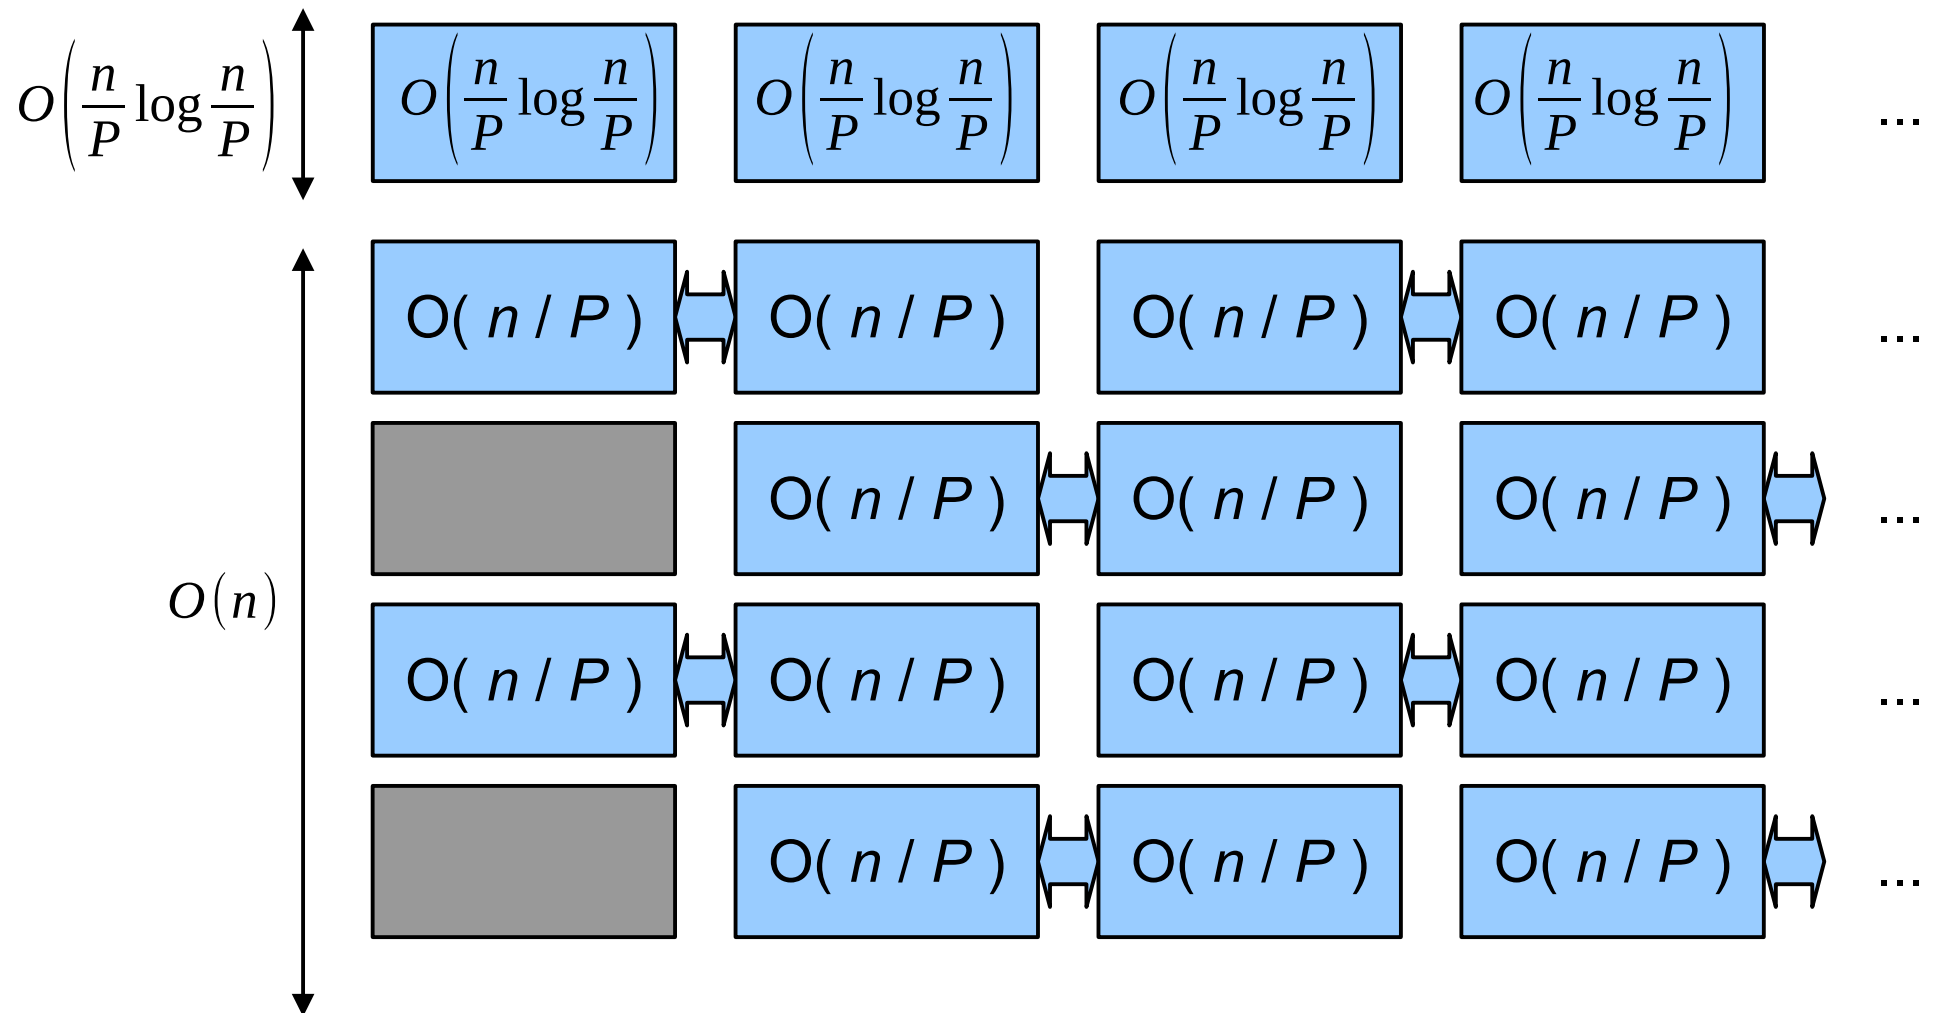 O(n/P log n/P) O(n/P log n/P) O(n/P log n/P) O(n/P log n/P) O(n/P log n/P) ...
O( n / P ) O( n / P ) O( n / P ) O( n / P ) ...
O( n / P ) O( n / P ) O( n / P ) ...
O(n)
O( n / P ) O( n / P ) O( n / P ) O( n / P ) ...
O( n / P ) O( n / P ) O( n / P ) ...